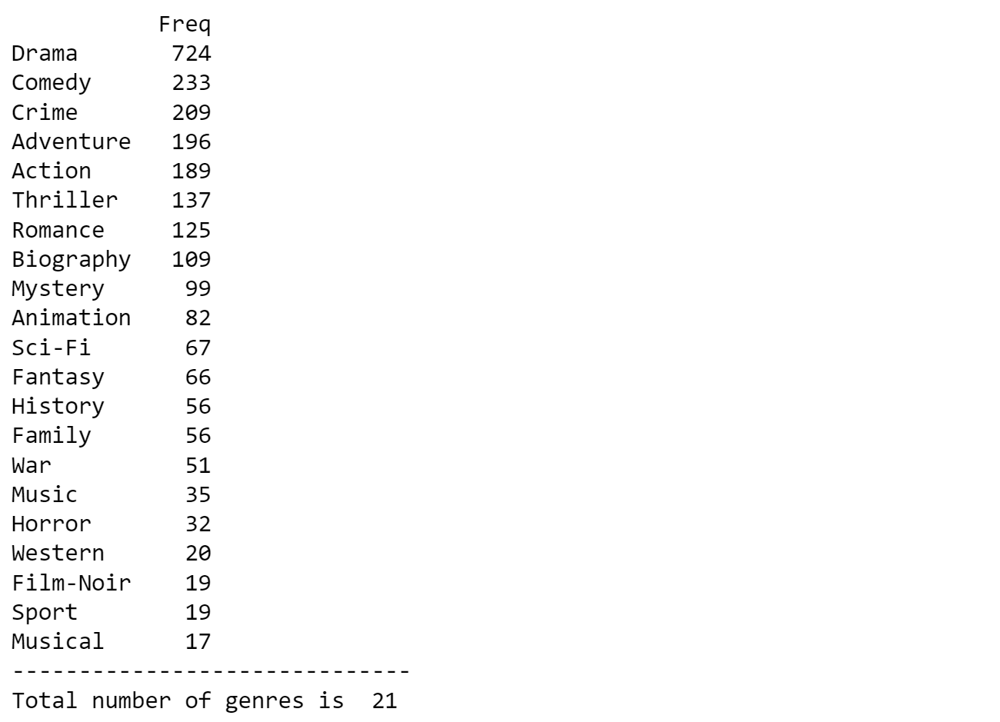 Freq
Drama 724
Comedy 233
Crime 209
Adventure 196
Action 189
Thriller 137
Romance 125
Biography 109
Mystery 99
Animation 82
Sci-Fi 67
Fantasy 66
History 56
Family 56
War 51
Music 35
Horror 32
Western 20
Film-Noir 19
Sport 19
Musical 17
------------------------------
Total number of genres is 21